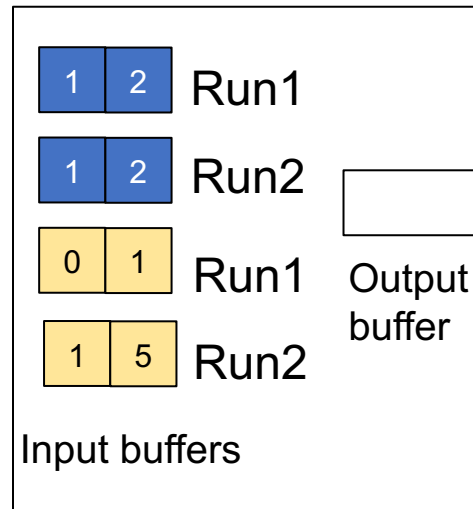 1 2 Run1
1 2 Run2
0 1 Run1
1 5 Run2
Output
buffer
Input buffers